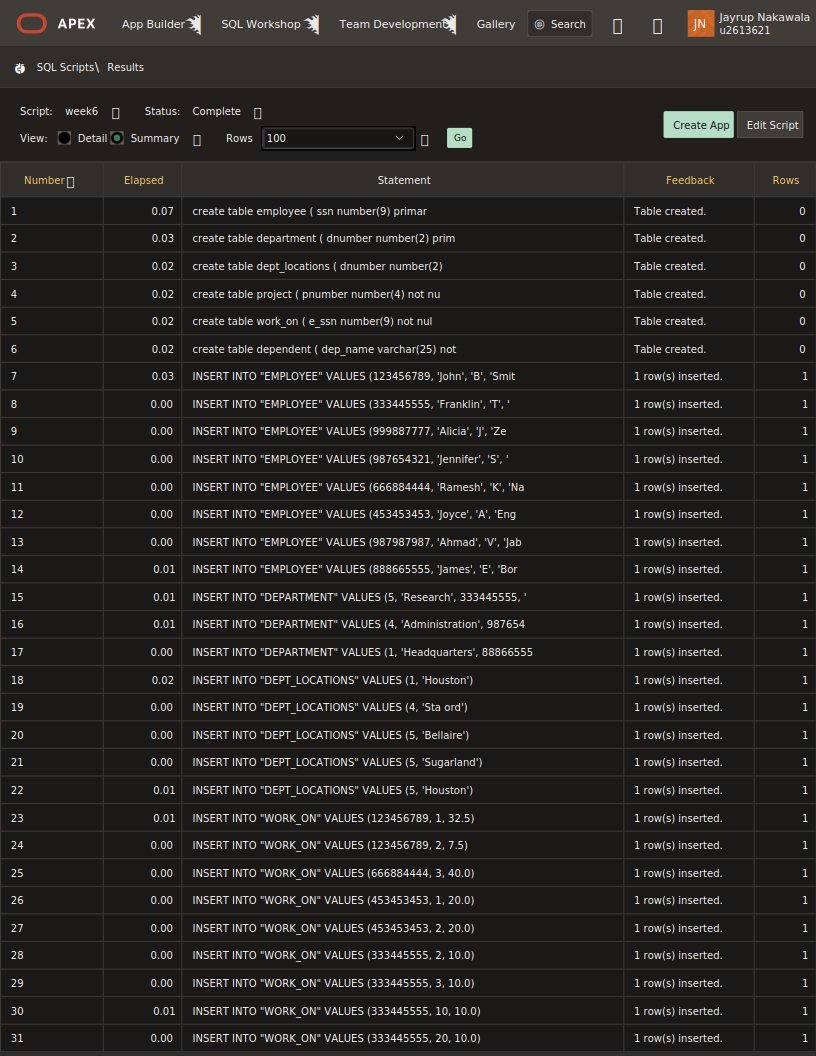 APEX App Builder SQL Workshop Team Development Gallery Search JN Jayrup Nakawala
u2613621
SQL Scripts\ Results
Script: week6 Status: Complete
View: Detail Summary Rows 100 Go Create App Edit Script
Number Elapsed Statement Feedback Rows
1 0.07 create table employee ( ssn number(9) primar Table created. 0
2 0.03 create table department ( dnumber number(2) prim Table created. 0
3 0.02 create table dept_locations ( dnumber number(2) Table created. 0
4 0.02 create table project ( pnumber number(4) not nu Table created. 0
5 0.02 create table work_on ( e_ssn number(9) not nul Table created. 0
6 0.02 create table dependent ( dep_name varchar(25) not Table created. 0
7 0.03 INSERT INTO "EMPLOYEE" VALUES (123456789, 'John', 'B', 'Smit 1 row(s) inserted. 1
8 0.00 INSERT INTO "EMPLOYEE" VALUES (333445555, 'Franklin', 'T', ' 1 row(s) inserted. 1
9 0.00 INSERT INTO "EMPLOYEE" VALUES (999887777, 'Alicia', 'J', 'Ze 1 row(s) inserted. 1
10 0.00 INSERT INTO "EMPLOYEE" VALUES (987654321, 'Jennifer', 'S', ' 1 row(s) inserted. 1
11 0.00 INSERT INTO "EMPLOYEE" VALUES (666884444, 'Ramesh', 'K', 'Na 1 row(s) inserted. 1
12 0.00 INSERT INTO "EMPLOYEE" VALUES (453453453, 'Joyce', 'A', 'Eng 1 row(s) inserted. 1
13 0.00 INSERT INTO "EMPLOYEE" VALUES (987987987, 'Ahmad', 'V', 'Jab 1 row(s) inserted. 1
14 0.01 INSERT INTO "EMPLOYEE" VALUES (888665555, 'James', 'E', 'Bor 1 row(s) inserted. 1
15 0.01 INSERT INTO "DEPARTMENT" VALUES (5, 'Research', 333445555, ' 1 row(s) inserted. 1
16 0.01 INSERT INTO "DEPARTMENT" VALUES (4, 'Administration', 987654 1 row(s) inserted. 1
17 0.00 INSERT INTO "DEPARTMENT" VALUES (1, 'Headquarters', 88866555 1 row(s) inserted. 1
18 0.02 INSERT INTO "DEPT_LOCATIONS" VALUES (1, 'Houston') 1 row(s) inserted. 1
19 0.00 INSERT INTO "DEPT_LOCATIONS" VALUES (4, 'Sta ord') 1 row(s) inserted. 1
20 0.00 INSERT INTO "DEPT_LOCATIONS" VALUES (5, 'Bellaire') 1 row(s) inserted. 1
21 0.00 INSERT INTO "DEPT_LOCATIONS" VALUES (5, 'Sugarland') 1 row(s) inserted. 1
22 0.01 INSERT INTO "DEPT_LOCATIONS" VALUES (5, 'Houston') 1 row(s) inserted. 1
23 0.01 INSERT INTO "WORK_ON" VALUES (123456789, 1, 32.5) 1 row(s) inserted. 1
24 0.00 INSERT INTO "WORK_ON" VALUES (123456789, 2, 7.5) 1 row(s) inserted. 1
25 0.00 INSERT INTO "WORK_ON" VALUES (666884444, 3, 40.0) 1 row(s) inserted. 1
26 0.00 INSERT INTO "WORK_ON" VALUES (453453453, 1, 20.0) 1 row(s) inserted. 1
27 0.00 INSERT INTO "WORK_ON" VALUES (453453453, 2, 20.0) 1 row(s) inserted. 1
28 0.00 INSERT INTO "WORK_ON" VALUES (333445555, 2, 10.0) 1 row(s) inserted. 1
29 0.00 INSERT INTO "WORK_ON" VALUES (333445555, 3, 10.0) 1 row(s) inserted. 1
30 0.01 INSERT INTO "WORK_ON" VALUES (333445555, 10, 10.0) 1 row(s) inserted. 1
31 0.00 INSERT INTO "WORK_ON" VALUES (333445555, 20, 10.0) 1 row(s) inserted. 1